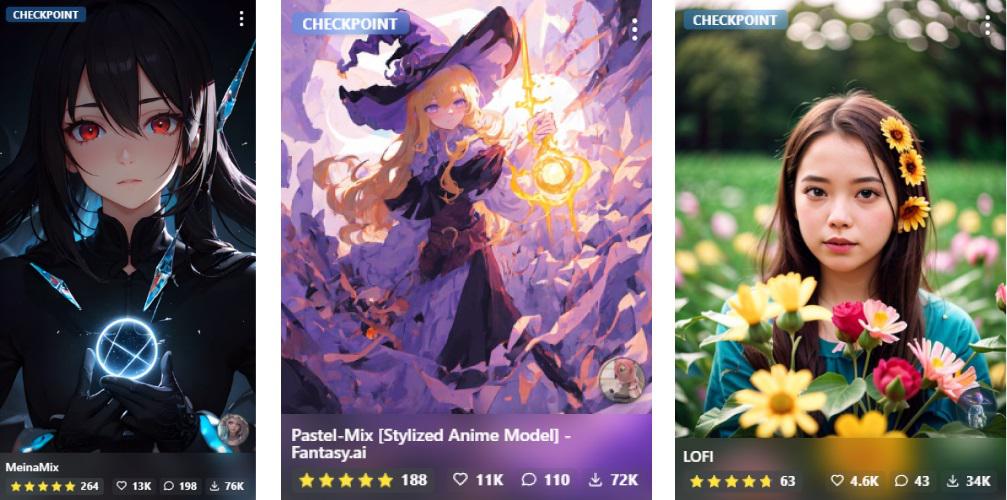 CHECKPOINT
MeinaMix
264 13K 198 76K
CHECKPOINT
Pastel-Mix [Stylized Anime Model] -
Fantasy.ai
188 11K 110 72K
CHECKPOINT
LOFI
63 4.6K 43 34K